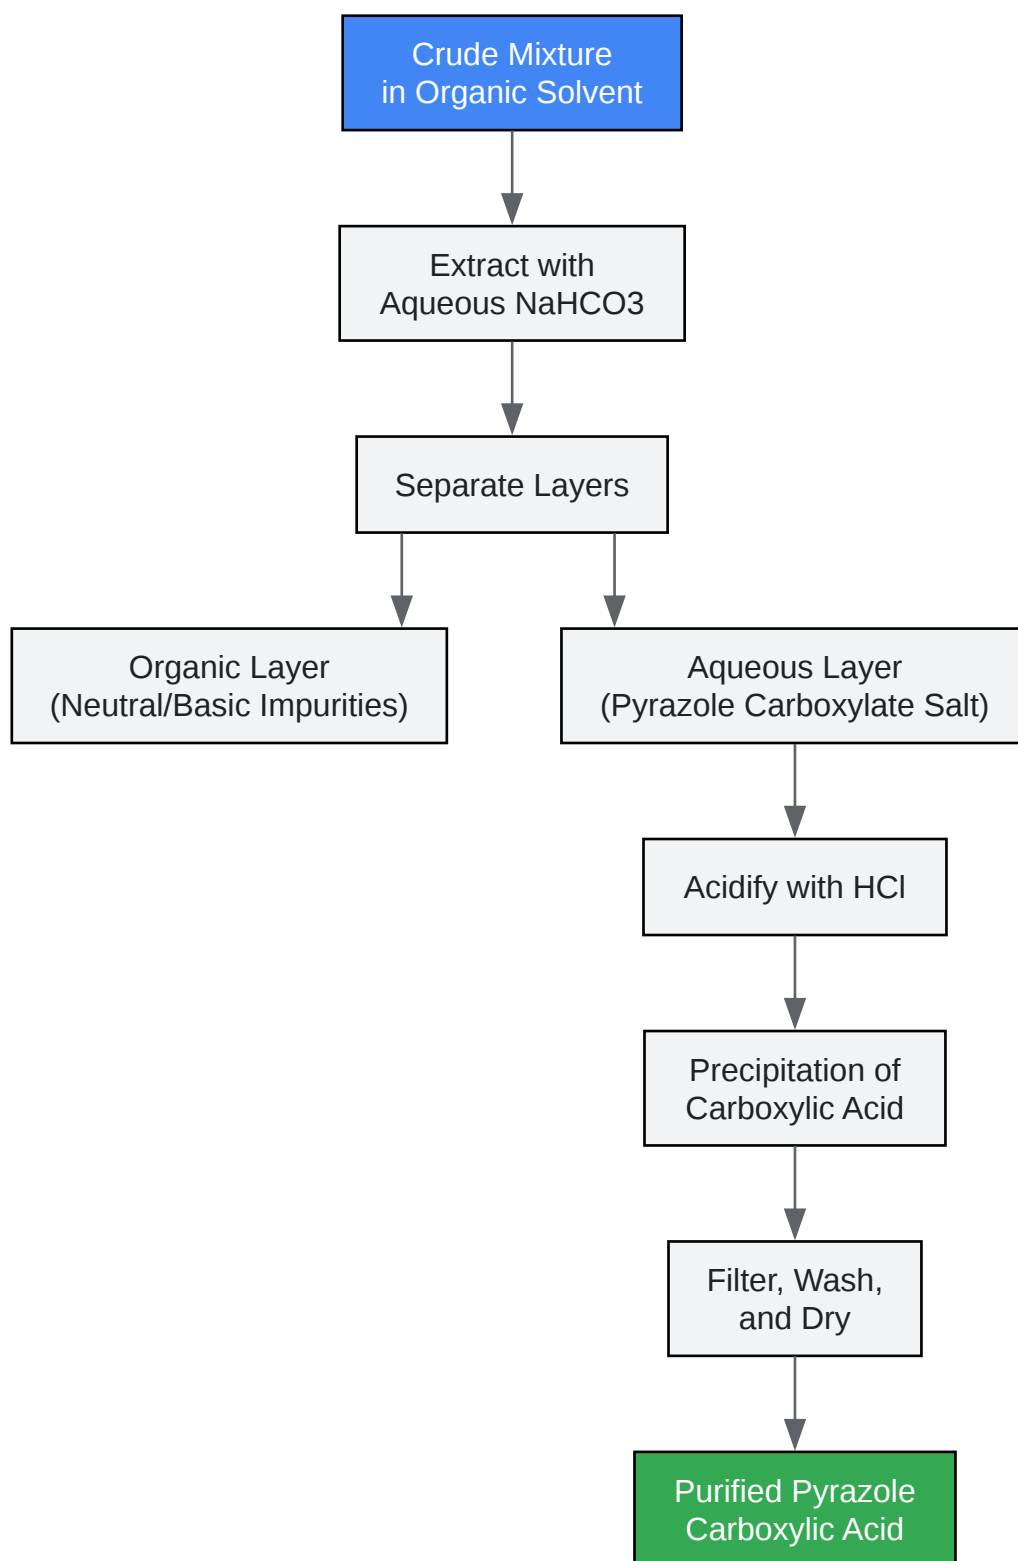 Crude Mixture
in Organic Solvent
Extract with
Aqueous NaHCO3
Separate Layers
Organic Layer
(Neutral/Basic Impurities)
Aqueous Layer
(Pyrazole Carboxylate Salt)
Acidify with HCl
Precipitation of
Carboxylic Acid
Filter, Wash,
and Dry
Purified Pyrazole
Carboxylic Acid